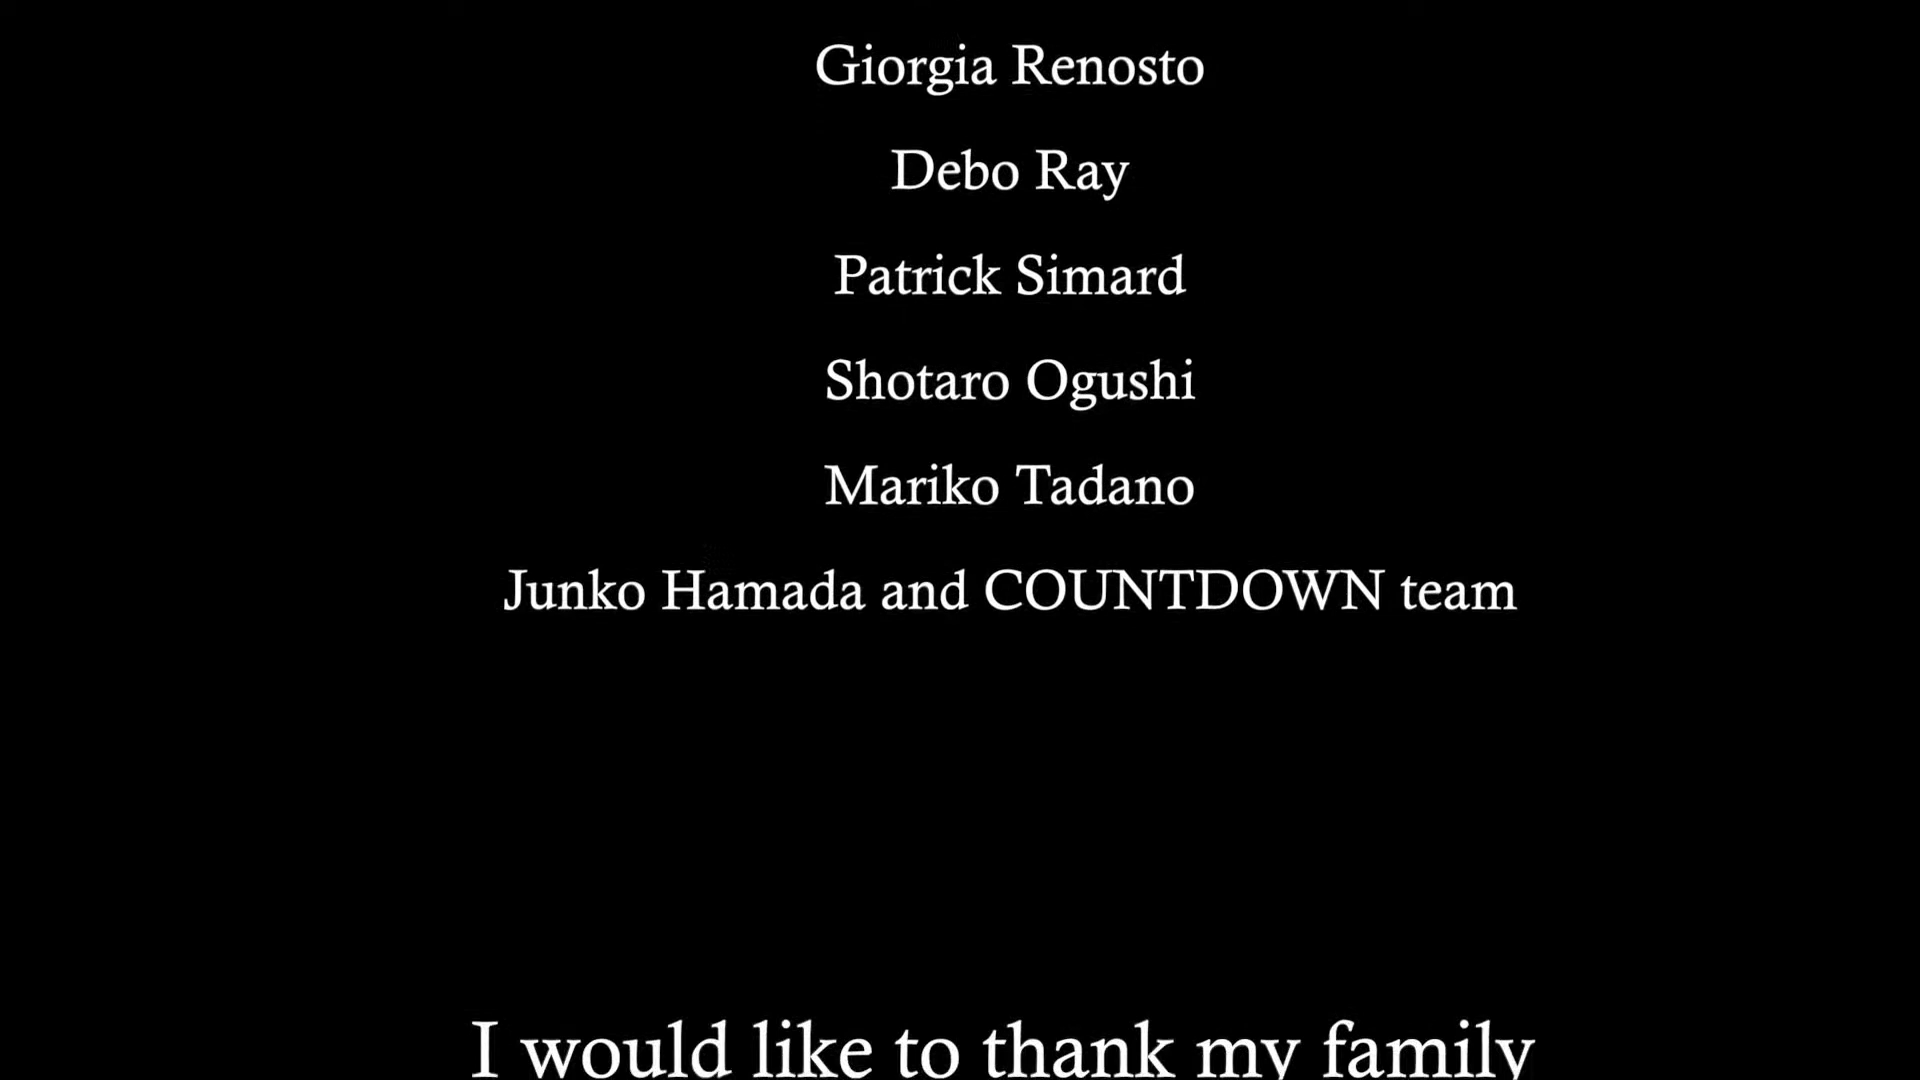 Giorgia Renosto
Debo Ray
Patrick Simard
Shotaro Ogushi
Mariko Tadano
Junko Hamada and COUNTDOWN team
I would like to thank my family